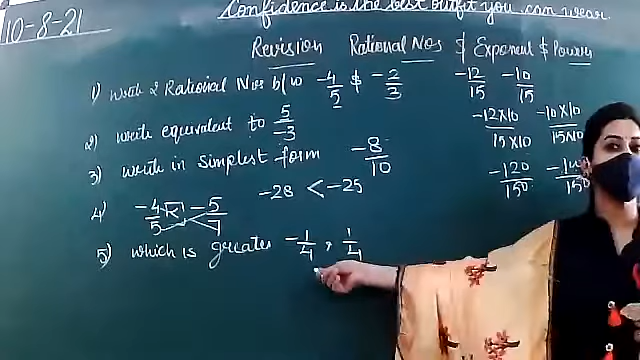 Confidence is the best outfit you can wear.
10-8-21
Revision Rational Nos & Exponent & Powers
1) write 2 Rational Nos b/w -4/5 & -2/3
-12/15 -10/15
2) write equivalent to 5/-3
-12×10/15×10 -10×10/15×10
3) write in simplest form -8/10
-120/150 -10 /150
4) -4/5 < -5/7 -28 < -25
5) which is greater -1/4 , 1/4